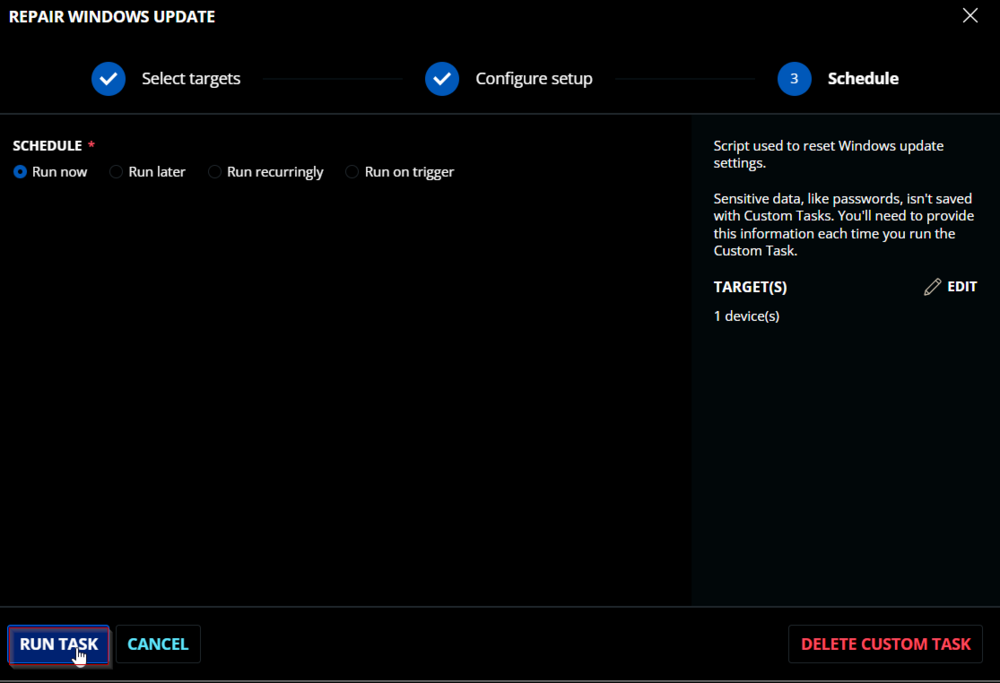 REPAIR WINDOWS UPDATE
Select targets
Configure setup
3 Schedule
SCHEDULE *
Run now Run later Run recurringly Run on trigger
Script used to reset Windows update
settings.
Sensitive data, like passwords, isn't saved
with Custom Tasks. You'll need to provide
this information each time you run the
Custom Task.
TARGET(S) EDIT
1 device(s)
RUN TASK CANCEL DELETE CUSTOM TASK